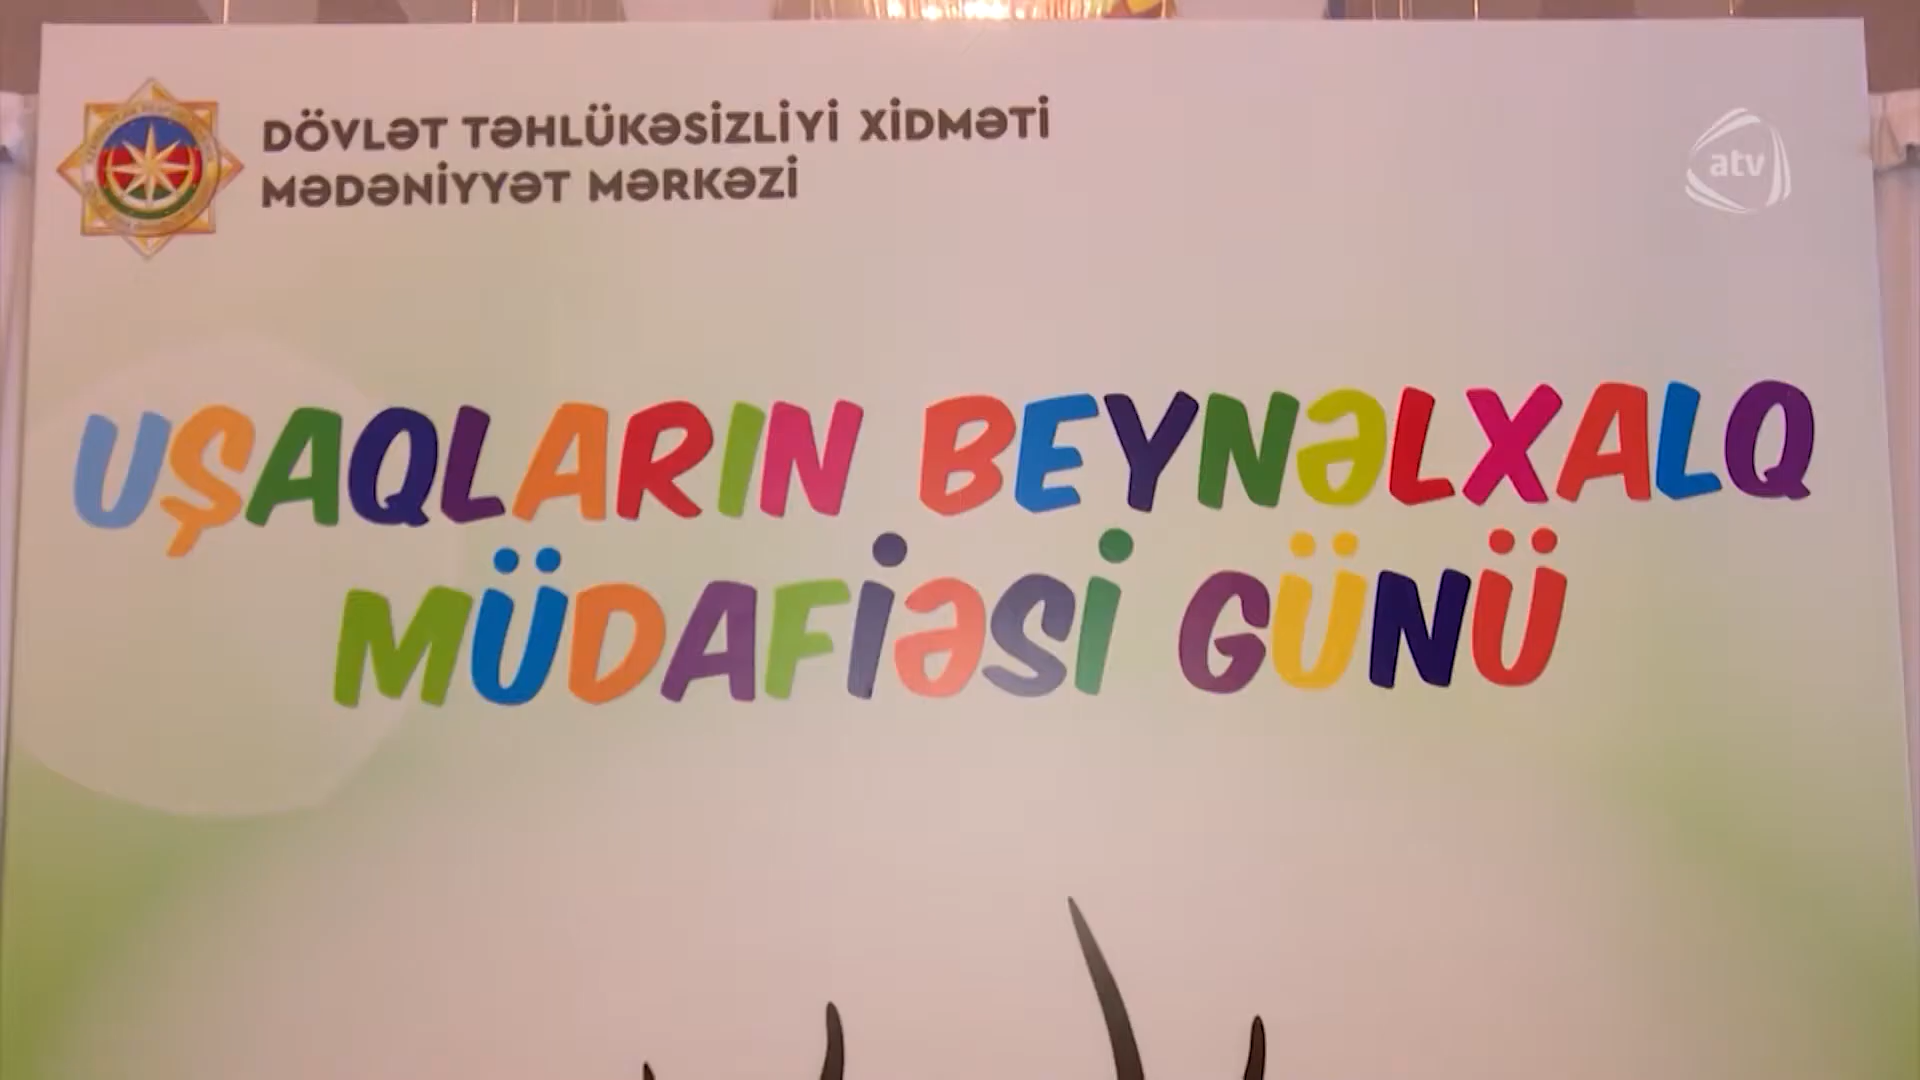 DÖVLƏT TƏHLÜKƏSİZLİYİ XİDMƏTİ
MƏDƏNİYYƏT MƏRKƏZİ
atv
UŞAQLARIN BEYNƏLXALQ
MÜDAFİƏSİ GÜNÜ